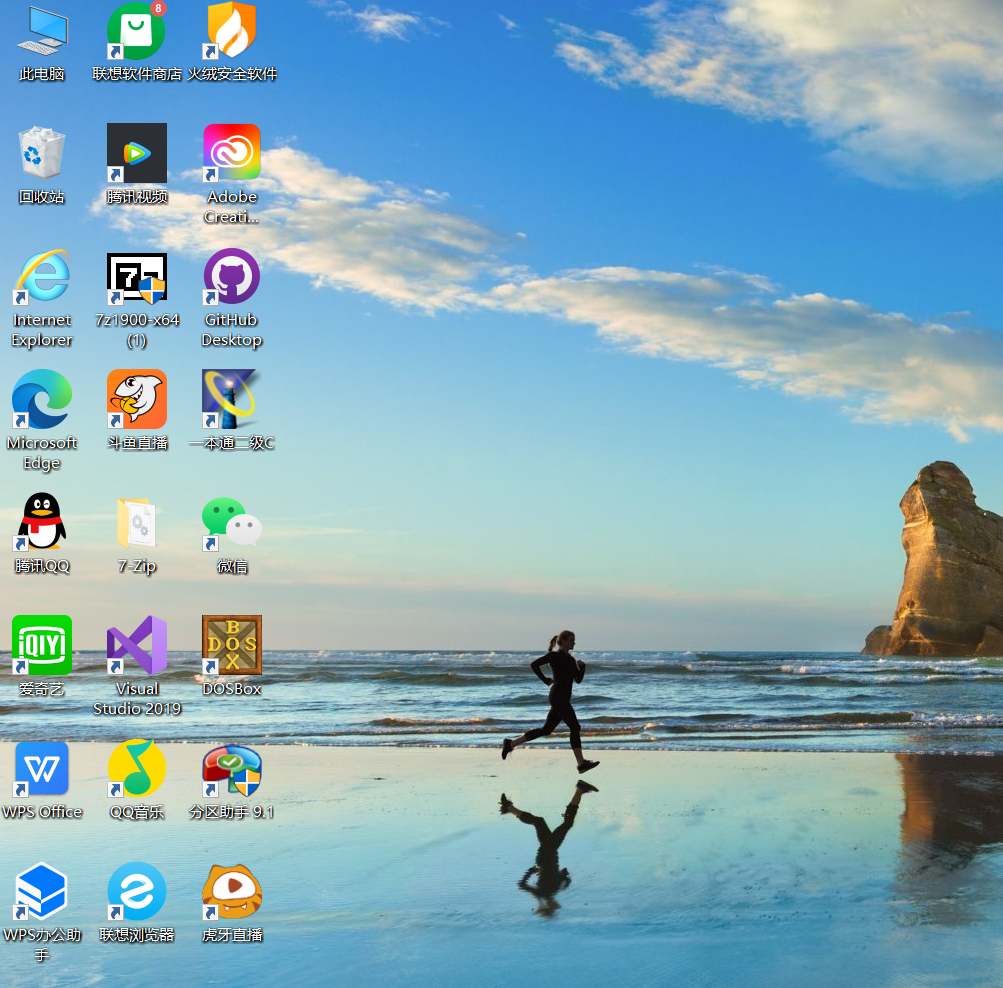 8
此电脑
联想软件商店
火绒安全软件
回收站
腾讯视频
Adobe
Creati...
Internet
Explorer
7z
7z1900-x64
(1)
GitHub
Desktop
Microsoft
Edge
斗鱼直播
一本通二级C
腾讯QQ
7-Zip
微信
iQIYI
爱奇艺
Visual
Studio 2019
B
DOS
X
DOSBox
W
WPS Office
QQ音乐
分区助手 9.1
WPS办公助
手
联想浏览器
虎牙直播